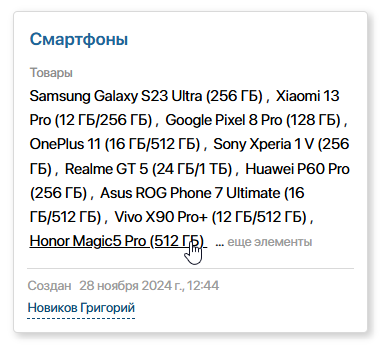 Смартфоны
Товары
Samsung Galaxy S23 Ultra (256 ГБ) ,  Xiaomi 13
Pro (12 ГБ/256 ГБ) ,  Google Pixel 8 Pro (128 ГБ) ,
OnePlus 11 (16 ГБ/512 ГБ) ,  Sony Xperia 1 V (256
ГБ) ,  Realme GT 5 (24 ГБ/1 ТБ) ,  Huawei P60 Pro
(256 ГБ) ,  Asus ROG Phone 7 Ultimate (16
ГБ/512 ГБ) ,  Vivo X90 Pro+ (12 ГБ/512 ГБ) ,
Honor Magic5 Pro (512 ГБ)  ... еще элементы
Создан  28 ноября 2024 г., 12:44
Новиков Григорий